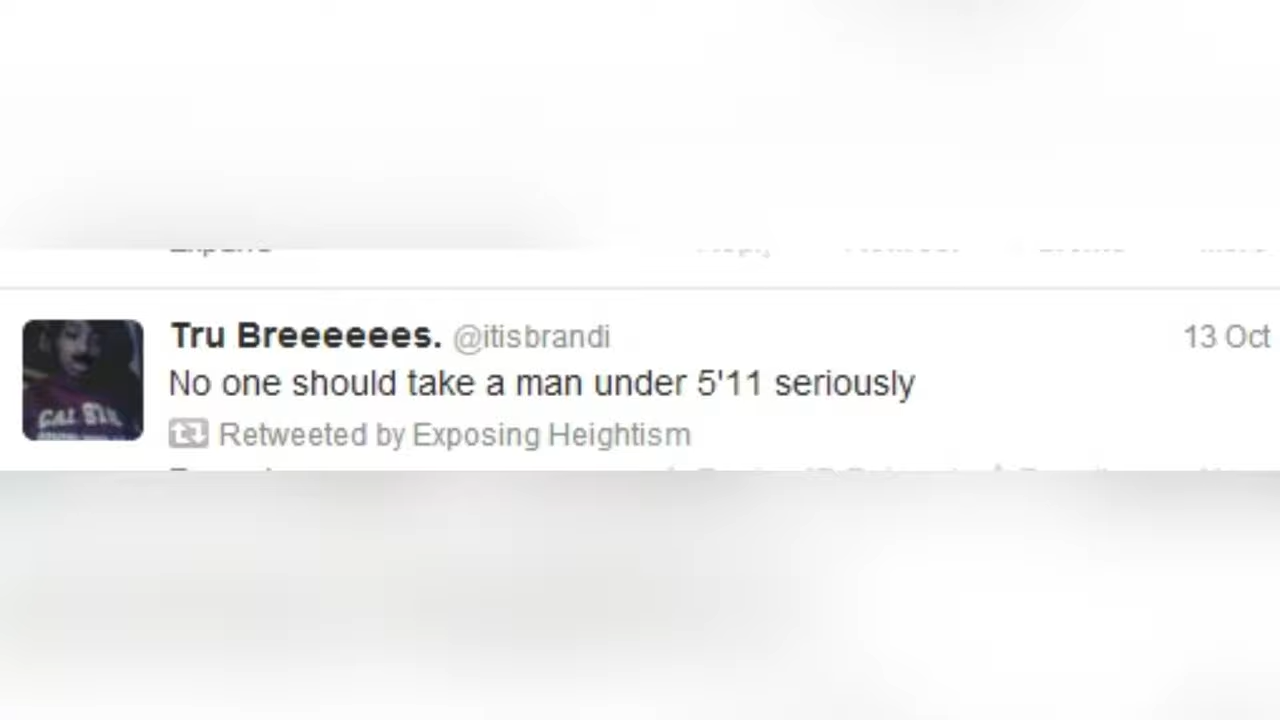 Tru Breeeeees. @itisbrandi 13 Oct
No one should take a man under 5'11 seriously
Retweeted by Exposing Heightism